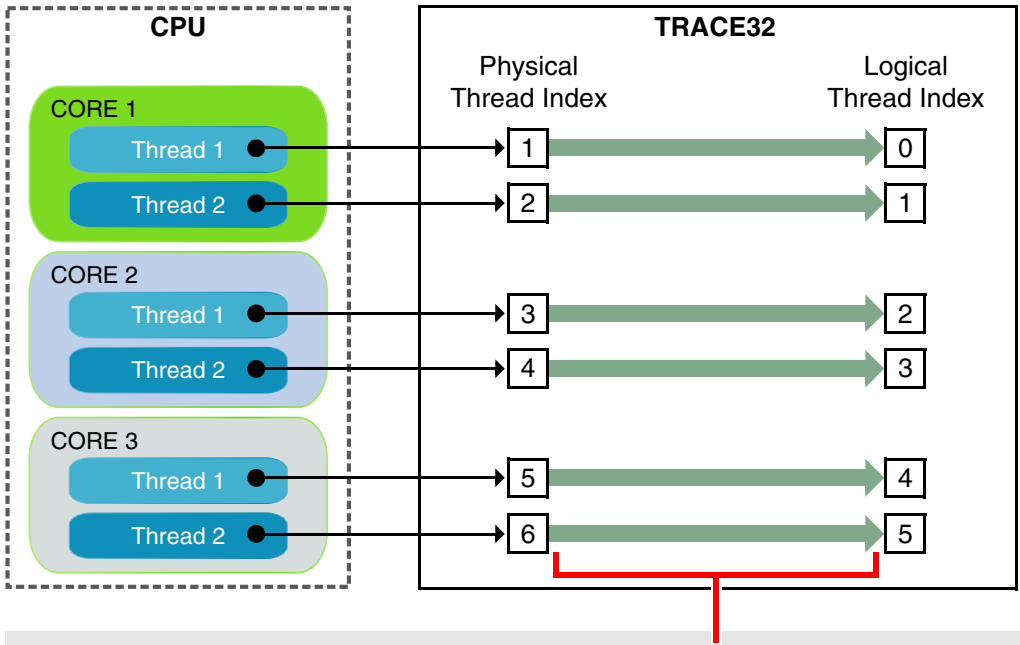 CPU
TRACE32
Physical
Thread Index
Logical
Thread Index
CORE 1
Thread 1
1
0
Thread 2
2
1
CORE 2
Thread 1
3
2
Thread 2
4
3
CORE 3
Thread 1
5
4
Thread 2
6
5